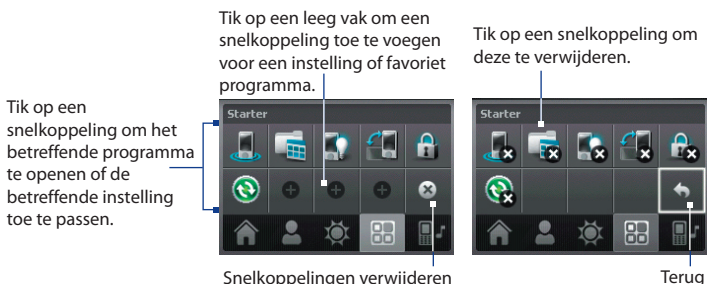 Tik op een leeg vak om een
snelkoppeling toe te voegen
voor een instelling of favoriet
programma.
Tik op een snelkoppeling om
deze te verwijderen.
Tik op een
snelkoppeling om het
betreffende programma
te openen of de
betreffende instelling
toe te passen.
Starter
Starter
Snelkoppelingen verwijderen
Terug